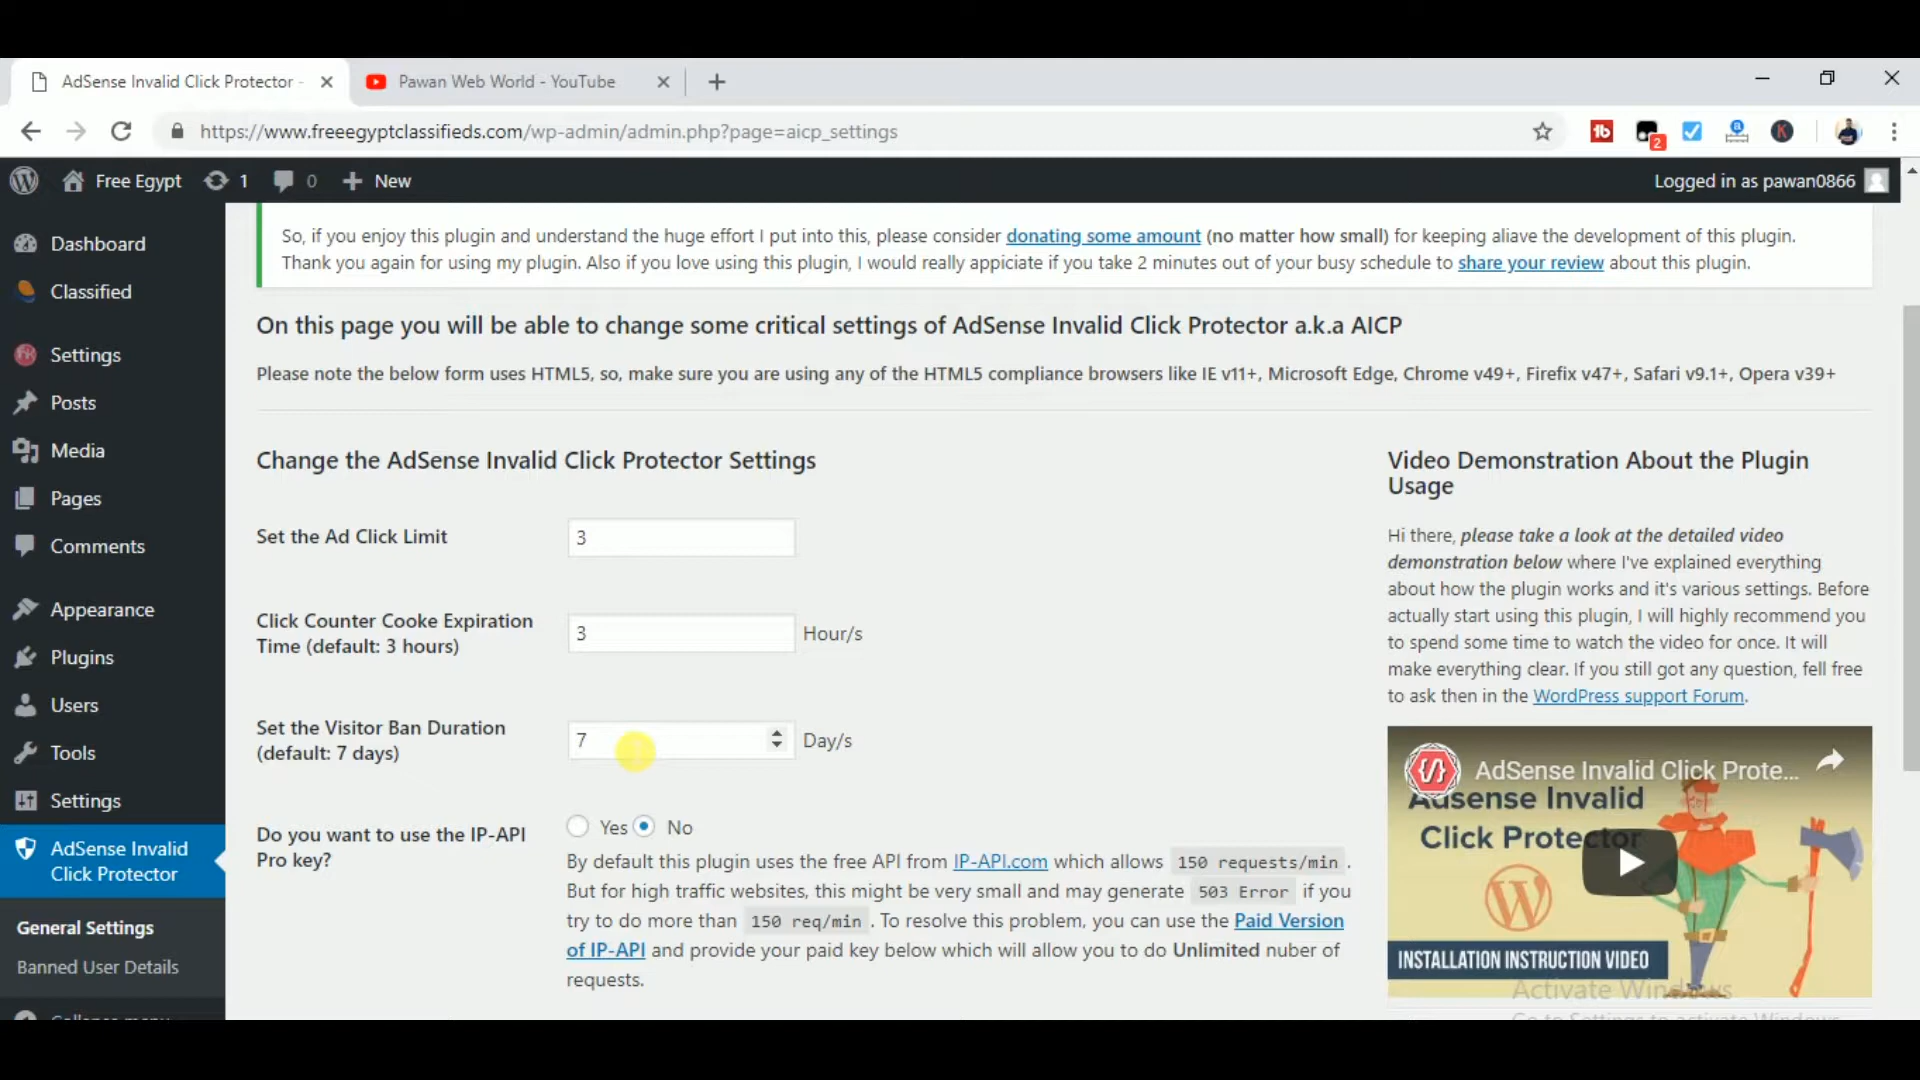 AdSense Invalid Click Protector -
Pawan Web World - YouTube
https://www.freeegyptclassifieds.com/wp-admin/admin.php?page=aicp_settings
2
Free Egypt
1
0
New
Logged in as pawan0866
Dashboard
Classified
Settings
Posts
Media
Pages
Comments
Appearance
Plugins
Users
Tools
Settings
AdSense Invalid
Click Protector
General Settings
Banned User Details
Collapse menu
So, if you enjoy this plugin and understand the huge effort I put into this, please consider donating some amount (no matter how small) for keeping aliave the development of this plugin.
Thank you again for using my plugin. Also if you love using this plugin, I would really appiciate if you take 2 minutes out of your busy schedule to share your review about this plugin.
On this page you will be able to change some critical settings of AdSense Invalid Click Protector a.k.a AICP
Please note the below form uses HTML5, so, make sure you are using any of the HTML5 compliance browsers like IE v11+, Microsoft Edge, Chrome v49+, Firefix v47+, Safari v9.1+, Opera v39+
Change the AdSense Invalid Click Protector Settings
Set the Ad Click Limit
3
Click Counter Cooke Expiration
Time (default: 3 hours)
3
Hour/s
Set the Visitor Ban Duration
(default: 7 days)
7
Day/s
Do you want to use the IP-API
Pro key?
Yes No
By default this plugin uses the free API from IP-API.com which allows 150 requests/min .
But for high traffic websites, this might be very small and may generate 503 Error if you
try to do more than 150 req/min . To resolve this problem, you can use the Paid Version
of IP-API and provide your paid key below which will allow you to do Unlimited nuber of
requests.
Video Demonstration About the Plugin
Usage
Hi there, please take a look at the detailed video
demonstration below where I've explained everything
about how the plugin works and it's various settings. Before
actually start using this plugin, I will highly recommend you
to spend some time to watch the video for once. It will
make everything clear. If you still got any question, fell free
to ask then in the WordPress support Forum.
AdSense Invalid Click Prote...
Adsense Invalid
Click Protector
INSTALLATION INSTRUCTION VIDEO
Activate Windows
Go to Settings to activate Windows.